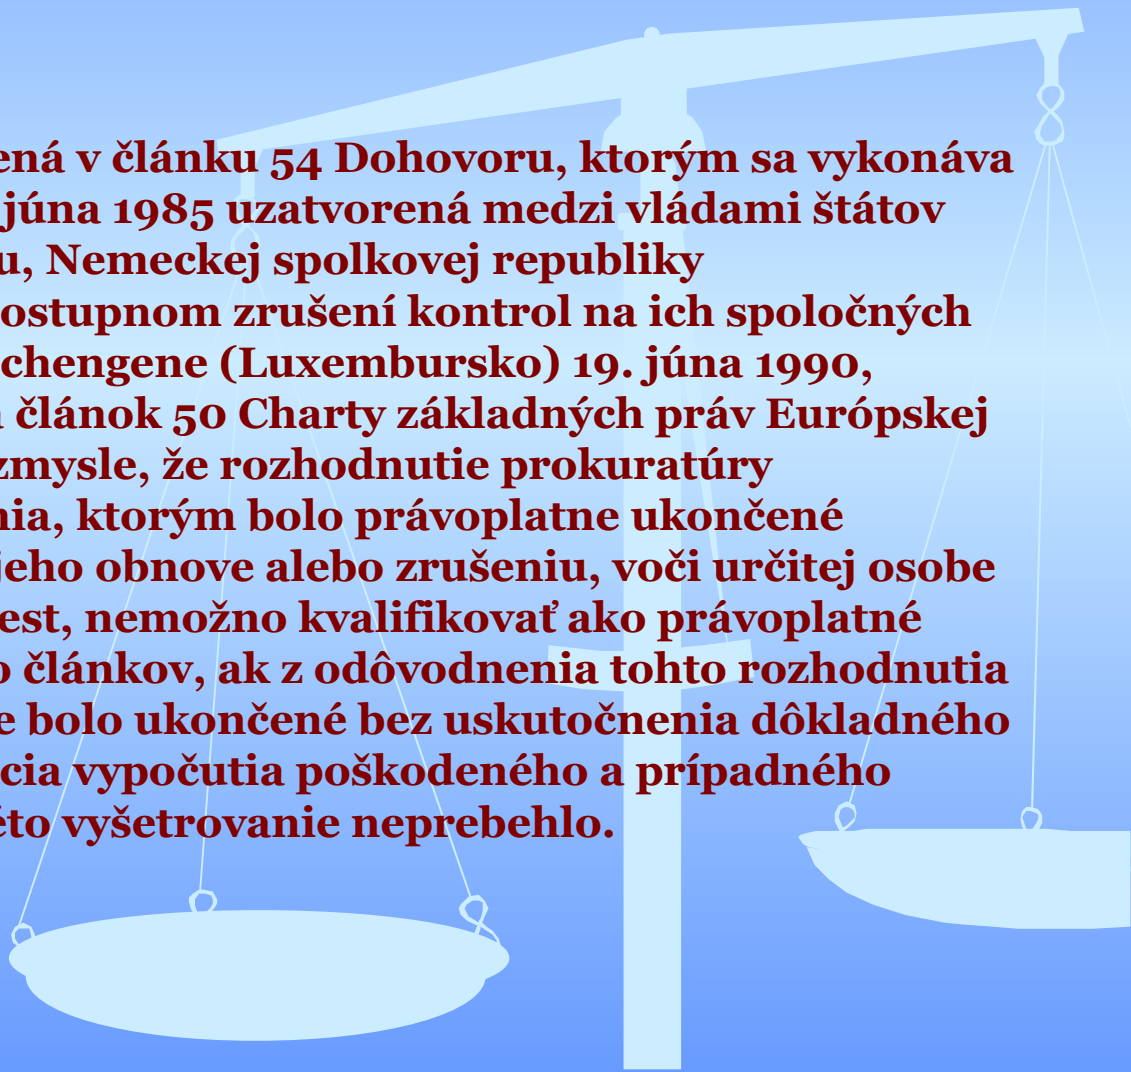 ená v článku 54 Dohovoru, ktorým sa vykonáva
júna 1985 uzatvorená medzi vládami štátov
u, Nemeckej spolkovej republiky
ostupnom zrušení kontrol na ich spoločných
chengene (Luxembursko) 19. júna 1990,
článok 50 Charty základných práv Európskej
zmysle, že rozhodnutie prokuratúry
nia, ktorým bolo právoplatne ukončené
jeho obnove alebo zrušeniu, voči určitej osobe
est, nemožno kvalifikovať ako právoplatné
o článkov, ak z odôvodnenia tohto rozhodnutia
e bolo ukončené bez uskutočnenia dôkladného
cia vypočutia poškodeného a prípadného
éto vyšetrovanie neprebehlo.